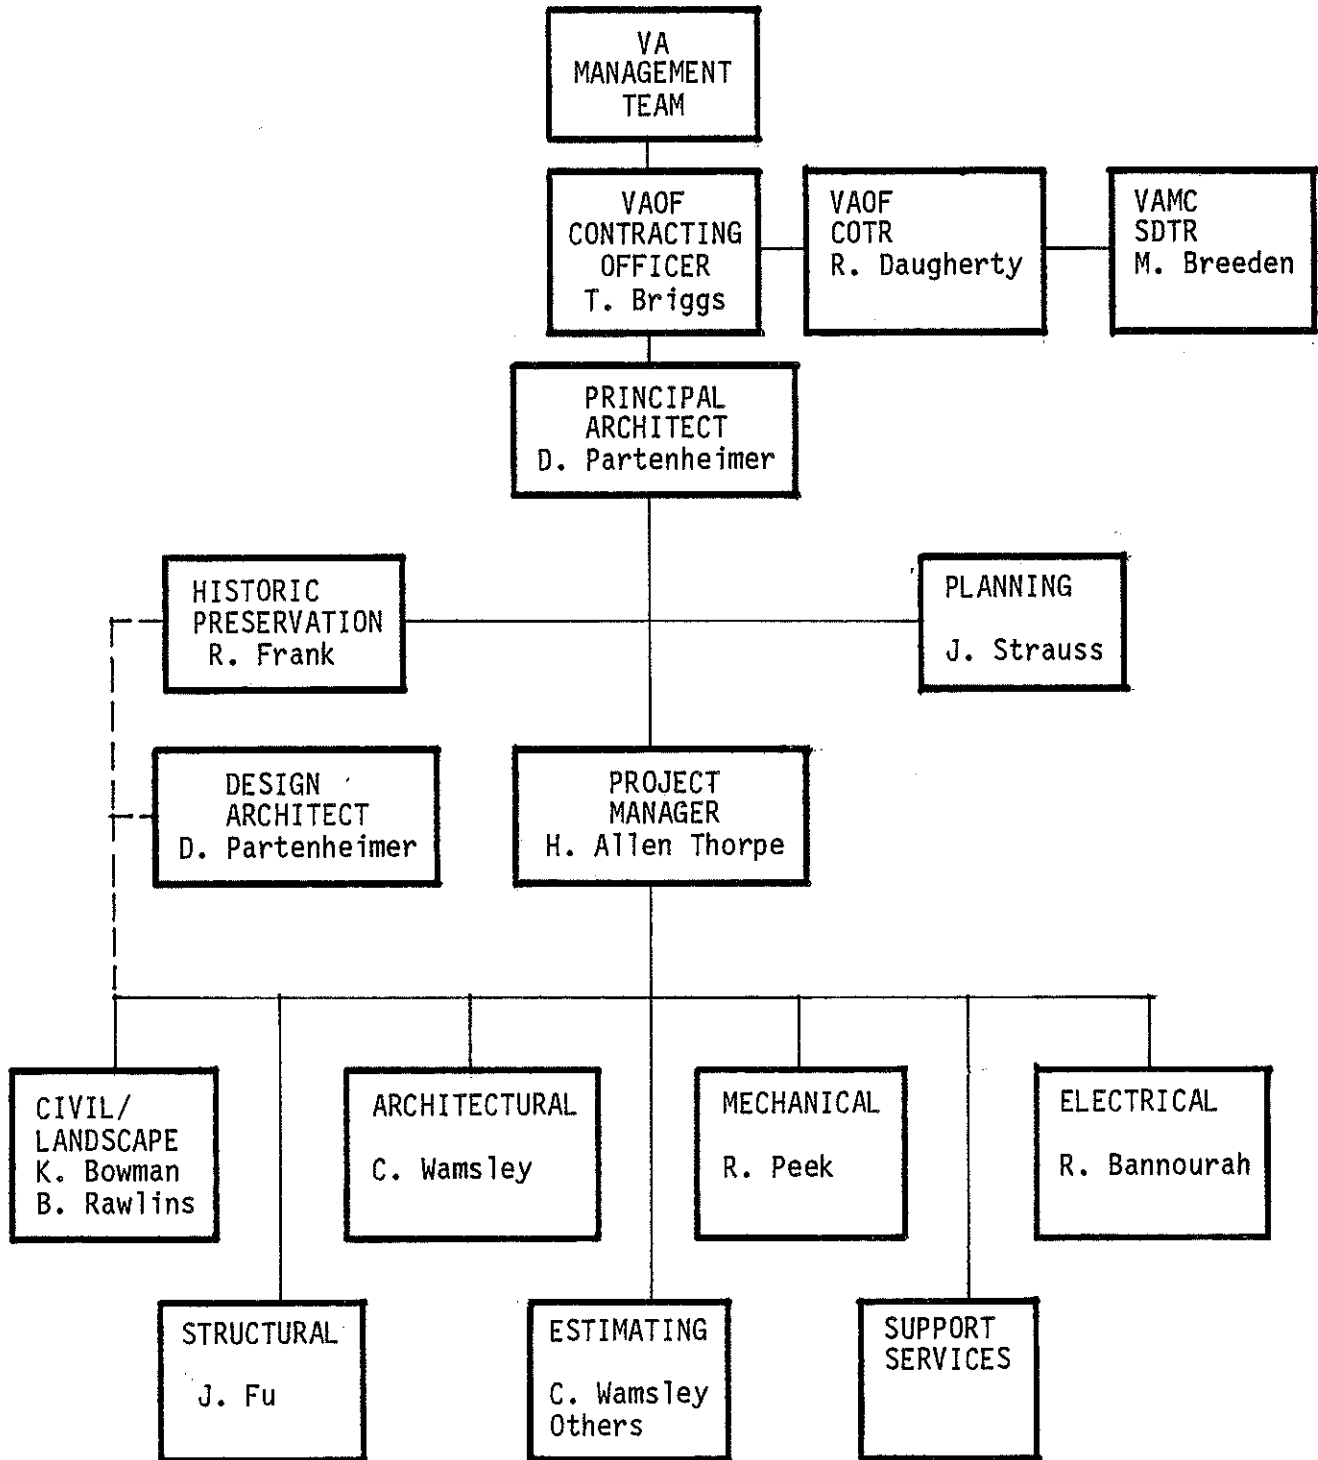 VA
MANAGEMENT
TEAM
VAOF
CONTRACTING
OFFICER
T. Briggs
VAOF
COTR
R. Daugherty
VAMC
SDTR
M. Breeden
PRINCIPAL
ARCHITECT
D. Partenheimer
HISTORIC
PRESERVATION
R. Frank
PLANNING
J. Strauss
DESIGN
ARCHITECT
D. Partenheimer
PROJECT
MANAGER
H. Allen Thorpe
CIVIL/
LANDSCAPE
K. Bowman
B. Rawlins
ARCHITECTURAL
C. Wamsley
MECHANICAL
R. Peek
ELECTRICAL
R. Bannourah
STRUCTURAL
J. Fu
ESTIMATING
C. Wamsley
Others
SUPPORT
SERVICES